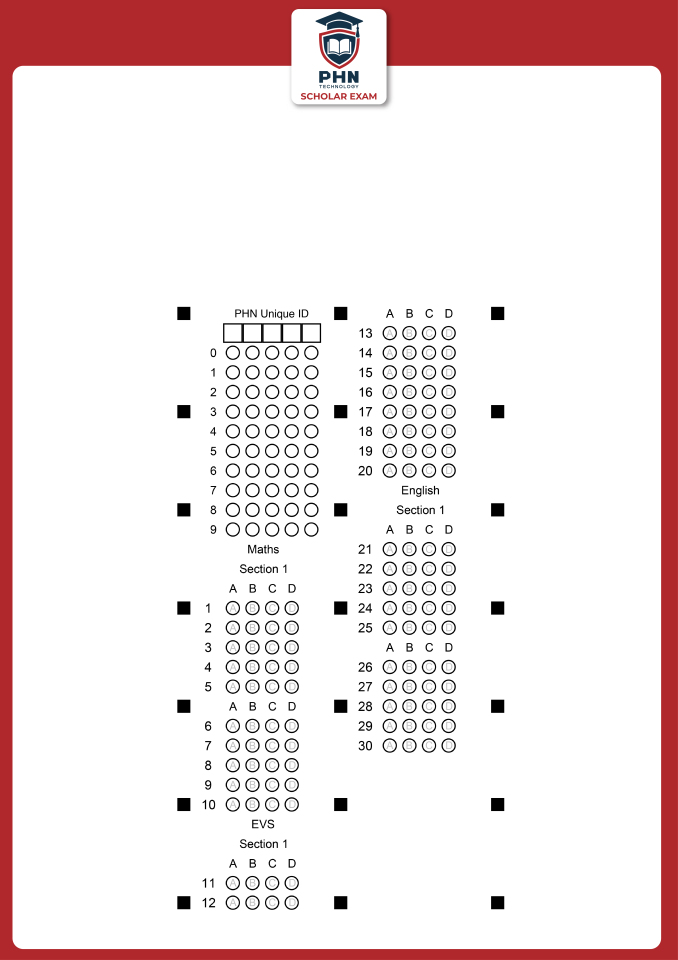 PHN
TECHNOLOGY
SCHOLAR EXAM
PHN Unique ID
0
1
2
3
4
5
6
7
8
9
Maths
Section 1
A B C D
1 A B C D
2 A B C D
3 A B C D
4 A B C D
5 A B C D
A B C D
6 A B C D
7 A B C D
8 A B C D
9 A B C D
10 A B C D
EVS
Section 1
A B C D
11 A B C D
12 A B C D
A B C D
13 A B C D
14 A B C D
15 A B C D
16 A B C D
17 A B C D
18 A B C D
19 A B C D
20 A B C D
English
Section 1
A B C D
21 A B C D
22 A B C D
23 A B C D
24 A B C D
25 A B C D
A B C D
26 A B C D
27 A B C D
28 A B C D
29 A B C D
30 A B C D